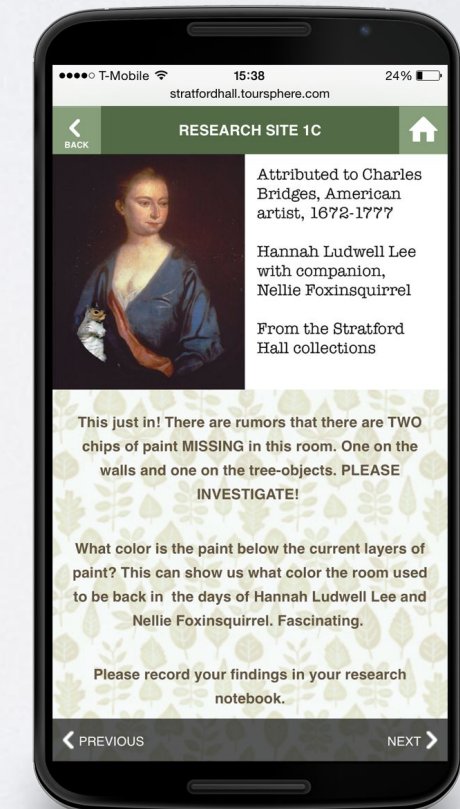 T-Mobile 15:38 24%
stratfordhall.toursphere.com
BACK
RESEARCH SITE 1C
Attributed to Charles
Bridges, American
artist, 1672-1777
Hannah Ludwell Lee
with companion,
Nellie Foxinsquirrel
From the Stratford
Hall collections
This just in! There are rumors that there are TWO
chips of paint MISSING in this room. One on the
walls and one on the tree-objects. PLEASE
INVESTIGATE!
What color is the paint below the current layers of
paint? This can show us what color the room used
to be back in the days of Hannah Ludwell Lee and
Nellie Foxinsquirrel. Fascinating.
Please record your findings in your research
notebook.
PREVIOUS
NEXT